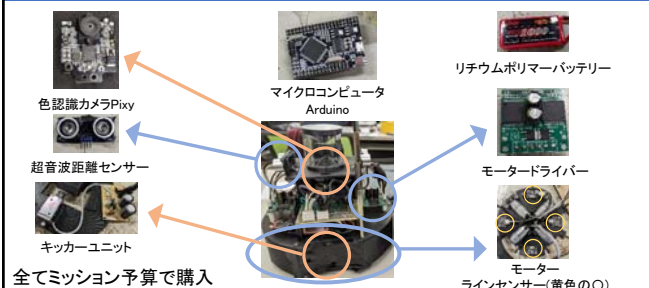 色認識カメラPixy
超音波距離センサー
キッカーユニット
全てミッション予算で購入
マイクロコンピュータ
Arduino
リチウムポリマーバッテリー
モータードライバー
モーター
ラインセンサー(黄色の〇)